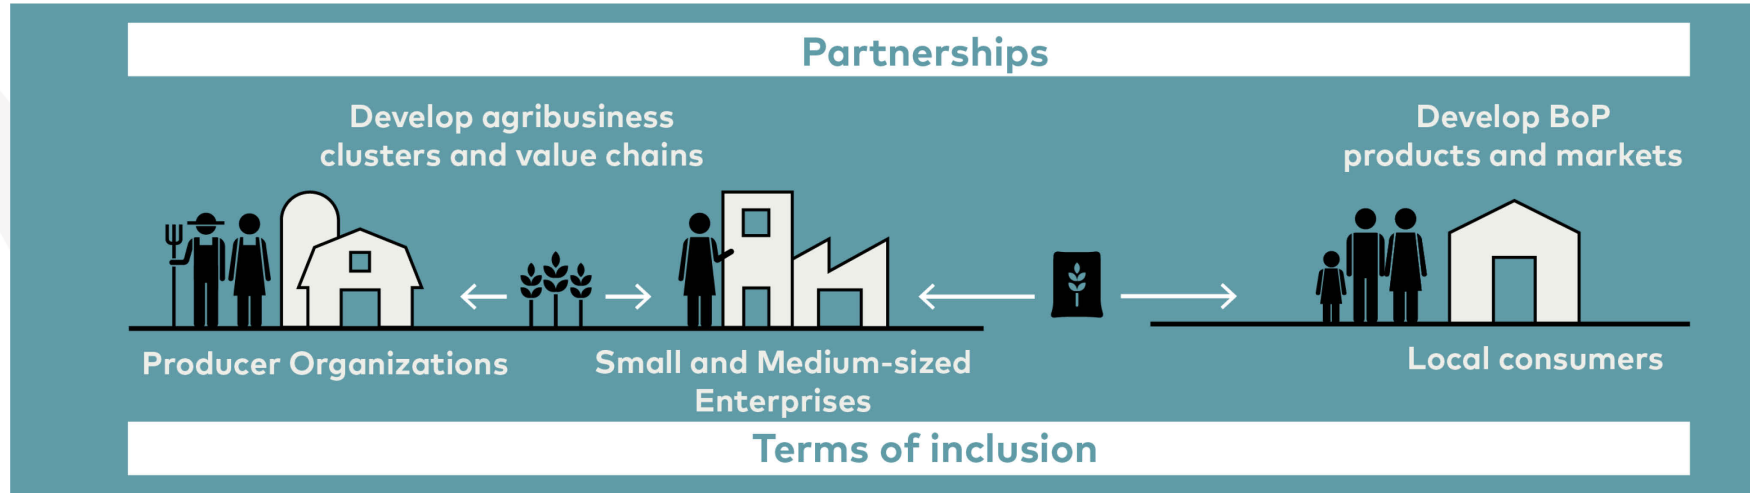 Partnerships
Develop agribusiness
clusters and value chains
Develop BoP
products and markets
Producer Organizations
Small and Medium-sized
Enterprises
Local consumers
Terms of inclusion